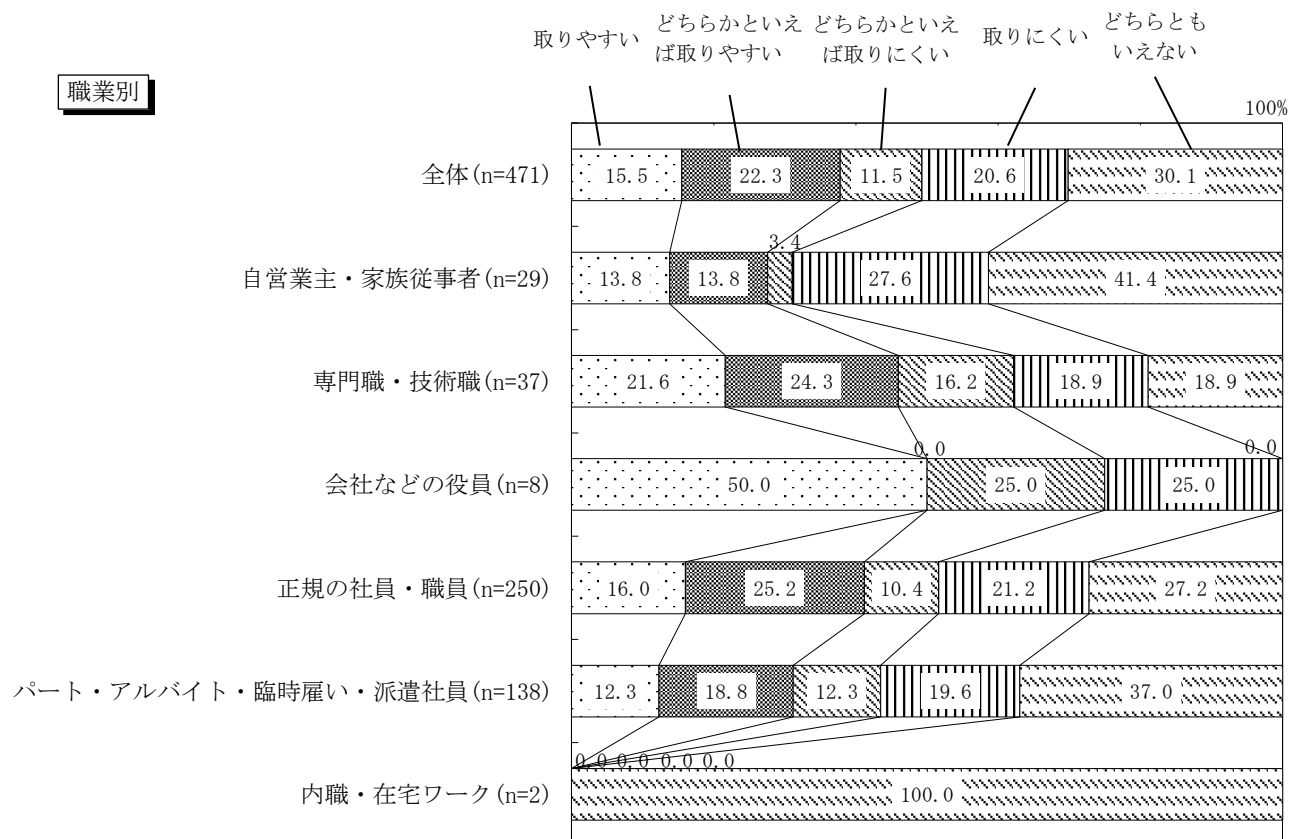 取りやすい
どちらかといえ
ば取りやすい
どちらかといえ
ば取りにくい
取りにくい
どちらとも
いえない
職業別
100%
全体(n=471) 15.5 22.3 11.5 20.6 30.1
3.4
自営業主・家族従事者(n=29) 13.8 13.8 27.6 41.4
専門職・技術職(n=37) 21.6 24.3 16.2 18.9 18.9
0.0 0.0
会社などの役員(n=8) 50.0 25.0 25.0
正規の社員・職員(n=250) 16.0 25.2 10.4 21.2 27.2
パート・アルバイト・臨時雇い・派遣社員(n=138) 12.3 18.8 12.3 19.6 37.0
0.0 0.0 0.0 0.0
内職・在宅ワーク(n=2) 100.0